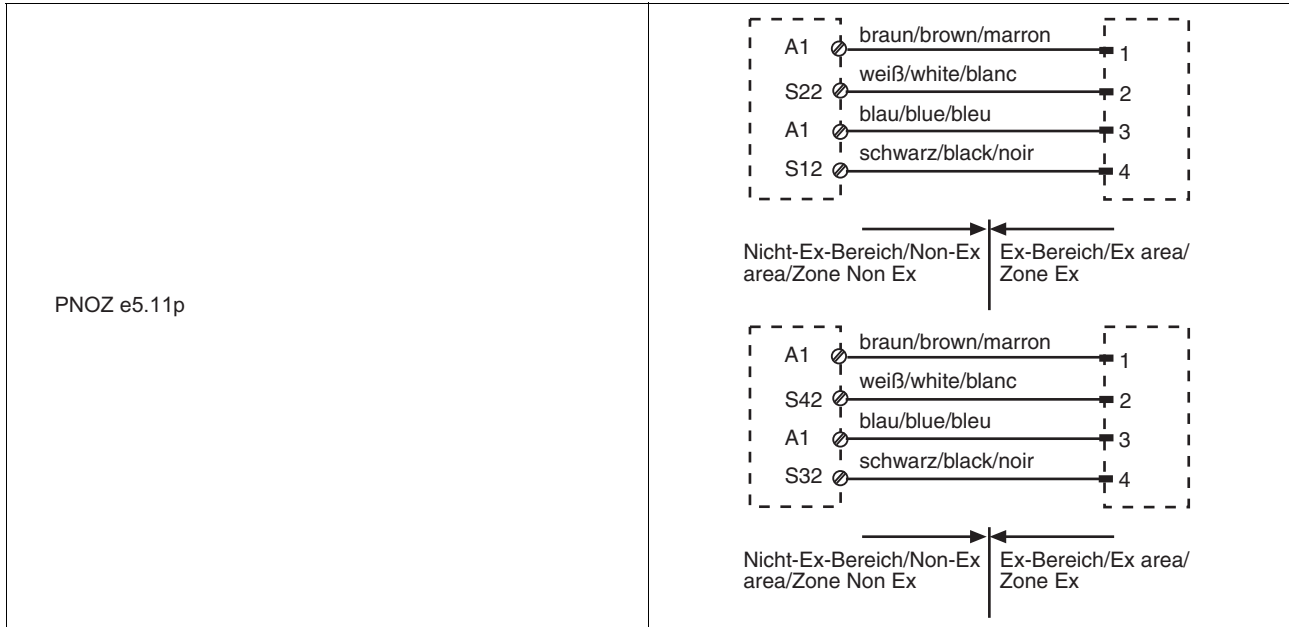 PNOZ e5.11p
A1 braun/brown/marron 1
S22 weiß/white/blanc 2
A1 blau/blue/bleu 3
S12 schwarz/black/noir 4
Nicht-Ex-Bereich/Non-Ex
area/Zone Non Ex
Ex-Bereich/Ex area/
Zone Ex
A1 braun/brown/marron 1
S42 weiß/white/blanc 2
A1 blau/blue/bleu 3
S32 schwarz/black/noir 4
Nicht-Ex-Bereich/Non-Ex
area/Zone Non Ex
Ex-Bereich/Ex area/
Zone Ex